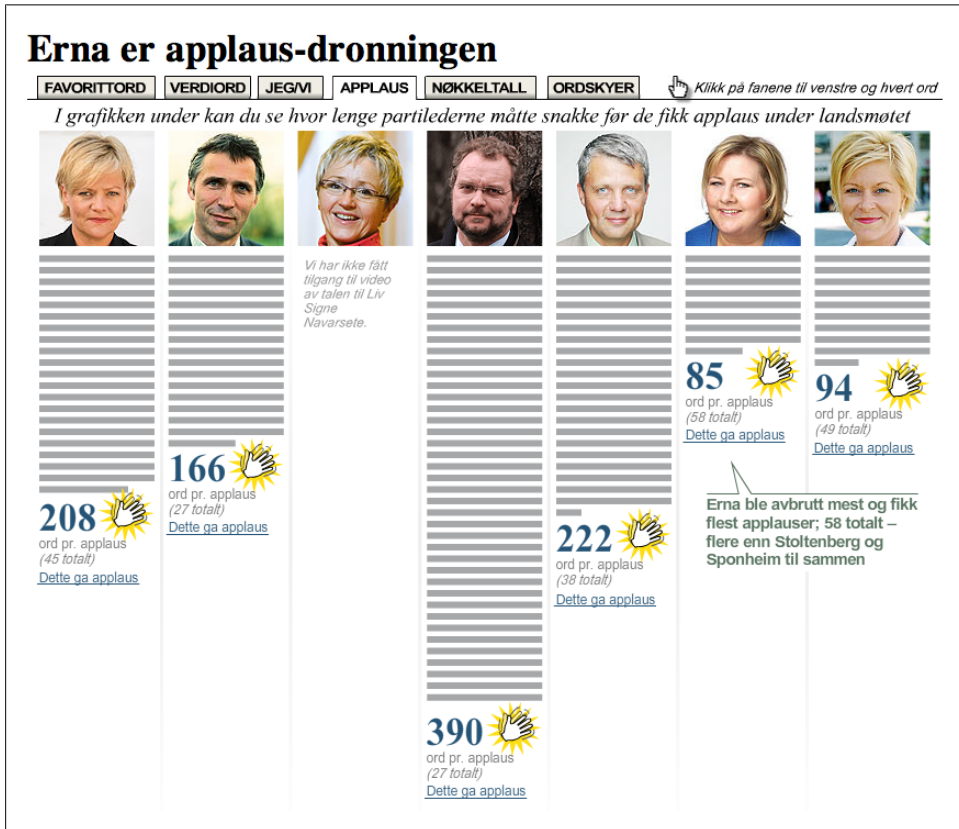 Erna er applaus-dronningen
FAVORITTORD VERDIORD JEG/VI APPLAUS NØKKELTALL ORDSKYER Klikk på fanene til venstre og hvert ord
I grafikken under kan du se hvor lenge partilederne måtte snakke før de fikk applaus under landsmøtet
208
ord pr. applaus
(45 totalt)
Dette ga applaus
166
ord pr. applaus
(27 totalt)
Dette ga applaus
Vi har ikke fått
tilgang til video
av talen til Liv
Signe
Navarsete.
390
ord pr. applaus
(27 totalt)
Dette ga applaus
222
ord pr. applaus
(38 totalt)
Dette ga applaus
85
ord pr. applaus
(58 totalt)
Dette ga applaus
Erna ble avbrutt mest og fikk
flest applauser; 58 totalt –
flere enn Stoltenberg og
Sponheim til sammen
94
ord pr. applaus
(49 totalt)
Dette ga applaus